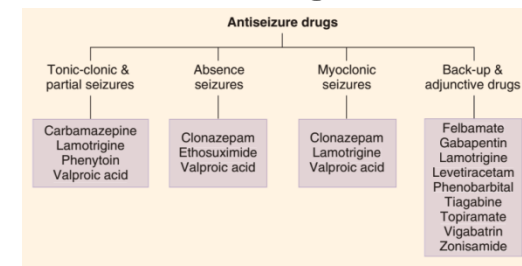 Antiseizure drugs
Tonic-clonic &
partial seizures
Absence
seizures
Myoclonic
seizures
Back-up &
adjunctive drugs
Carbamazepine
Lamotrigine
Phenytoin
Valproic acid
Clonazepam
Ethosuximide
Valproic acid
Clonazepam
Lamotrigine
Valproic acid
Felbamate
Gabapentin
Lamotrigine
Levetiracetam
Phenobarbital
Tiagabine
Topiramate
Vigabatrin
Zonisamide